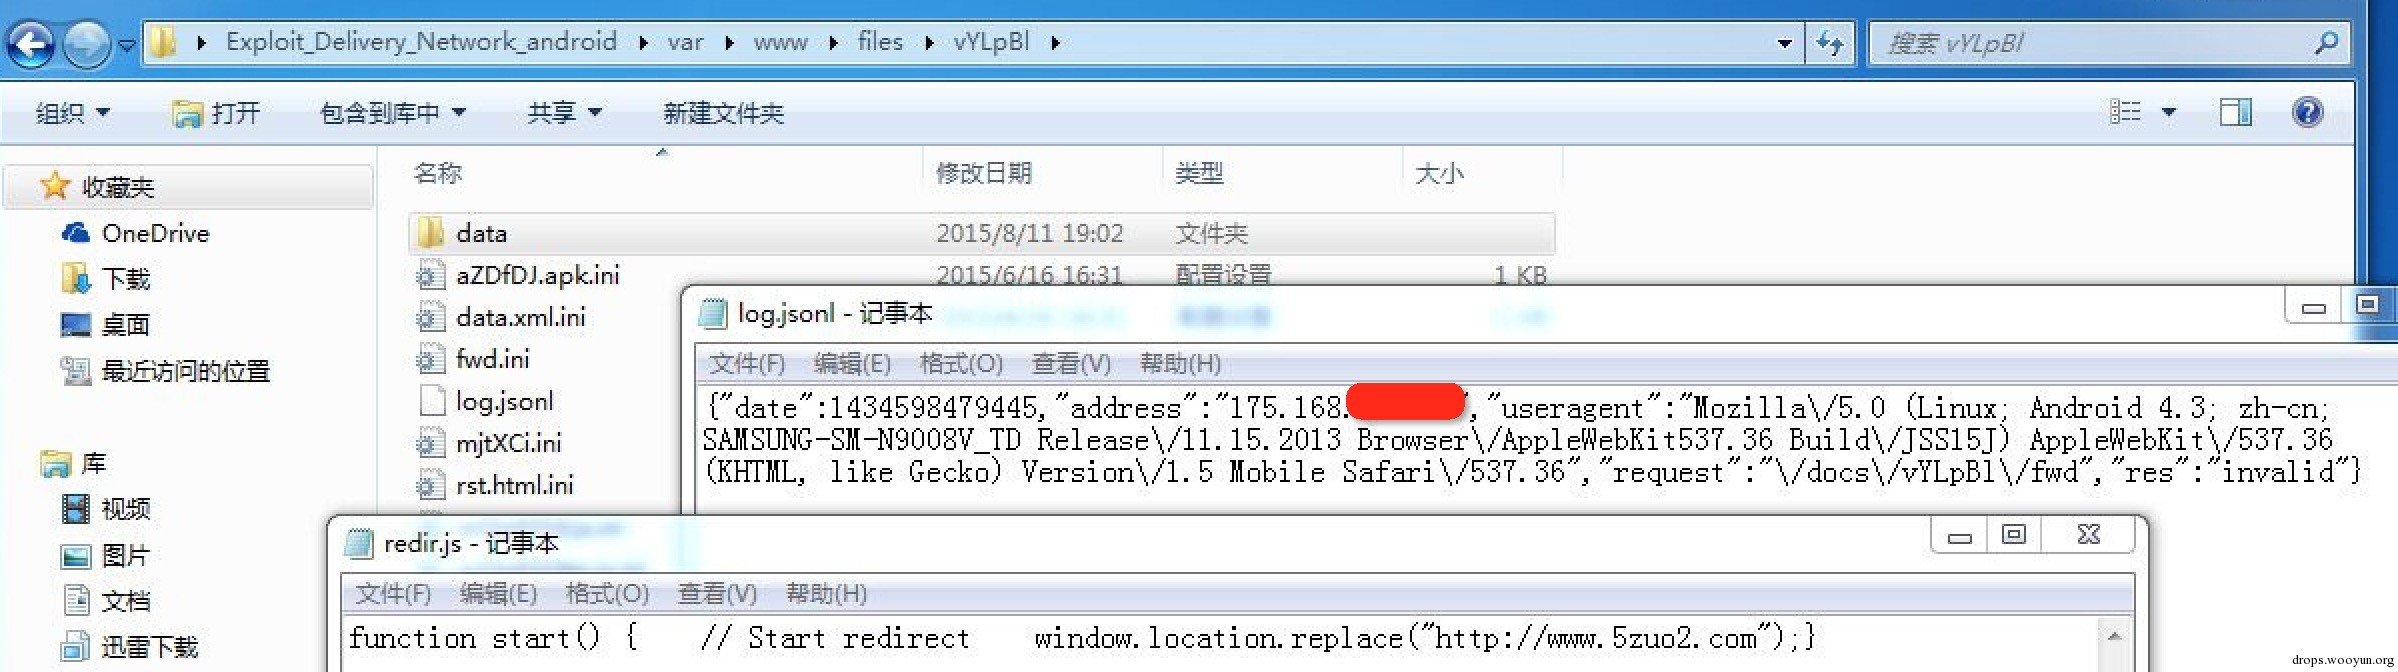 Exploit_Delivery_Network_android var www files vYLpBl
搜索 vYLpBl
组织 打开 包含到库中 共享 新建文件夹
名称 修改日期 类型 大小
收藏夹
OneDrive
下载
桌面
最近访问的位置
库
视频
图片
文档
迅雷下载
data 2015/8/11 19:02 文件夹
aZDfDJ.apk.ini 2015/6/16 16:31 配置设置 1 KB
data.xml.ini
fwd.ini
log.jsonl
mjtXCi.ini
rst.html.ini
log.jsonl - 记事本
文件(F) 编辑(E) 格式(O) 查看(V) 帮助(H)
{"date":1434598479445,"address":"175.168. ","useragent":"Mozilla\/5.0 (Linux; Android 4.3; zh-cn;
SAMSUNG-SM-N9008V_TD Release\/11.15.2013 Browser\/AppleWebKit537.36 Build\/JSS15J) AppleWebKit\/537.36
(KHTML, like Gecko) Version\/1.5 Mobile Safari\/537.36","request":"\/docs\/vYLpBl\/fwd","res":"invalid"}
redir.js - 记事本
文件(F) 编辑(E) 格式(O) 查看(V) 帮助(H)
function start() { // Start redirect window.location.replace("http://www.5zuo2.com");}
drops.wooyun.org